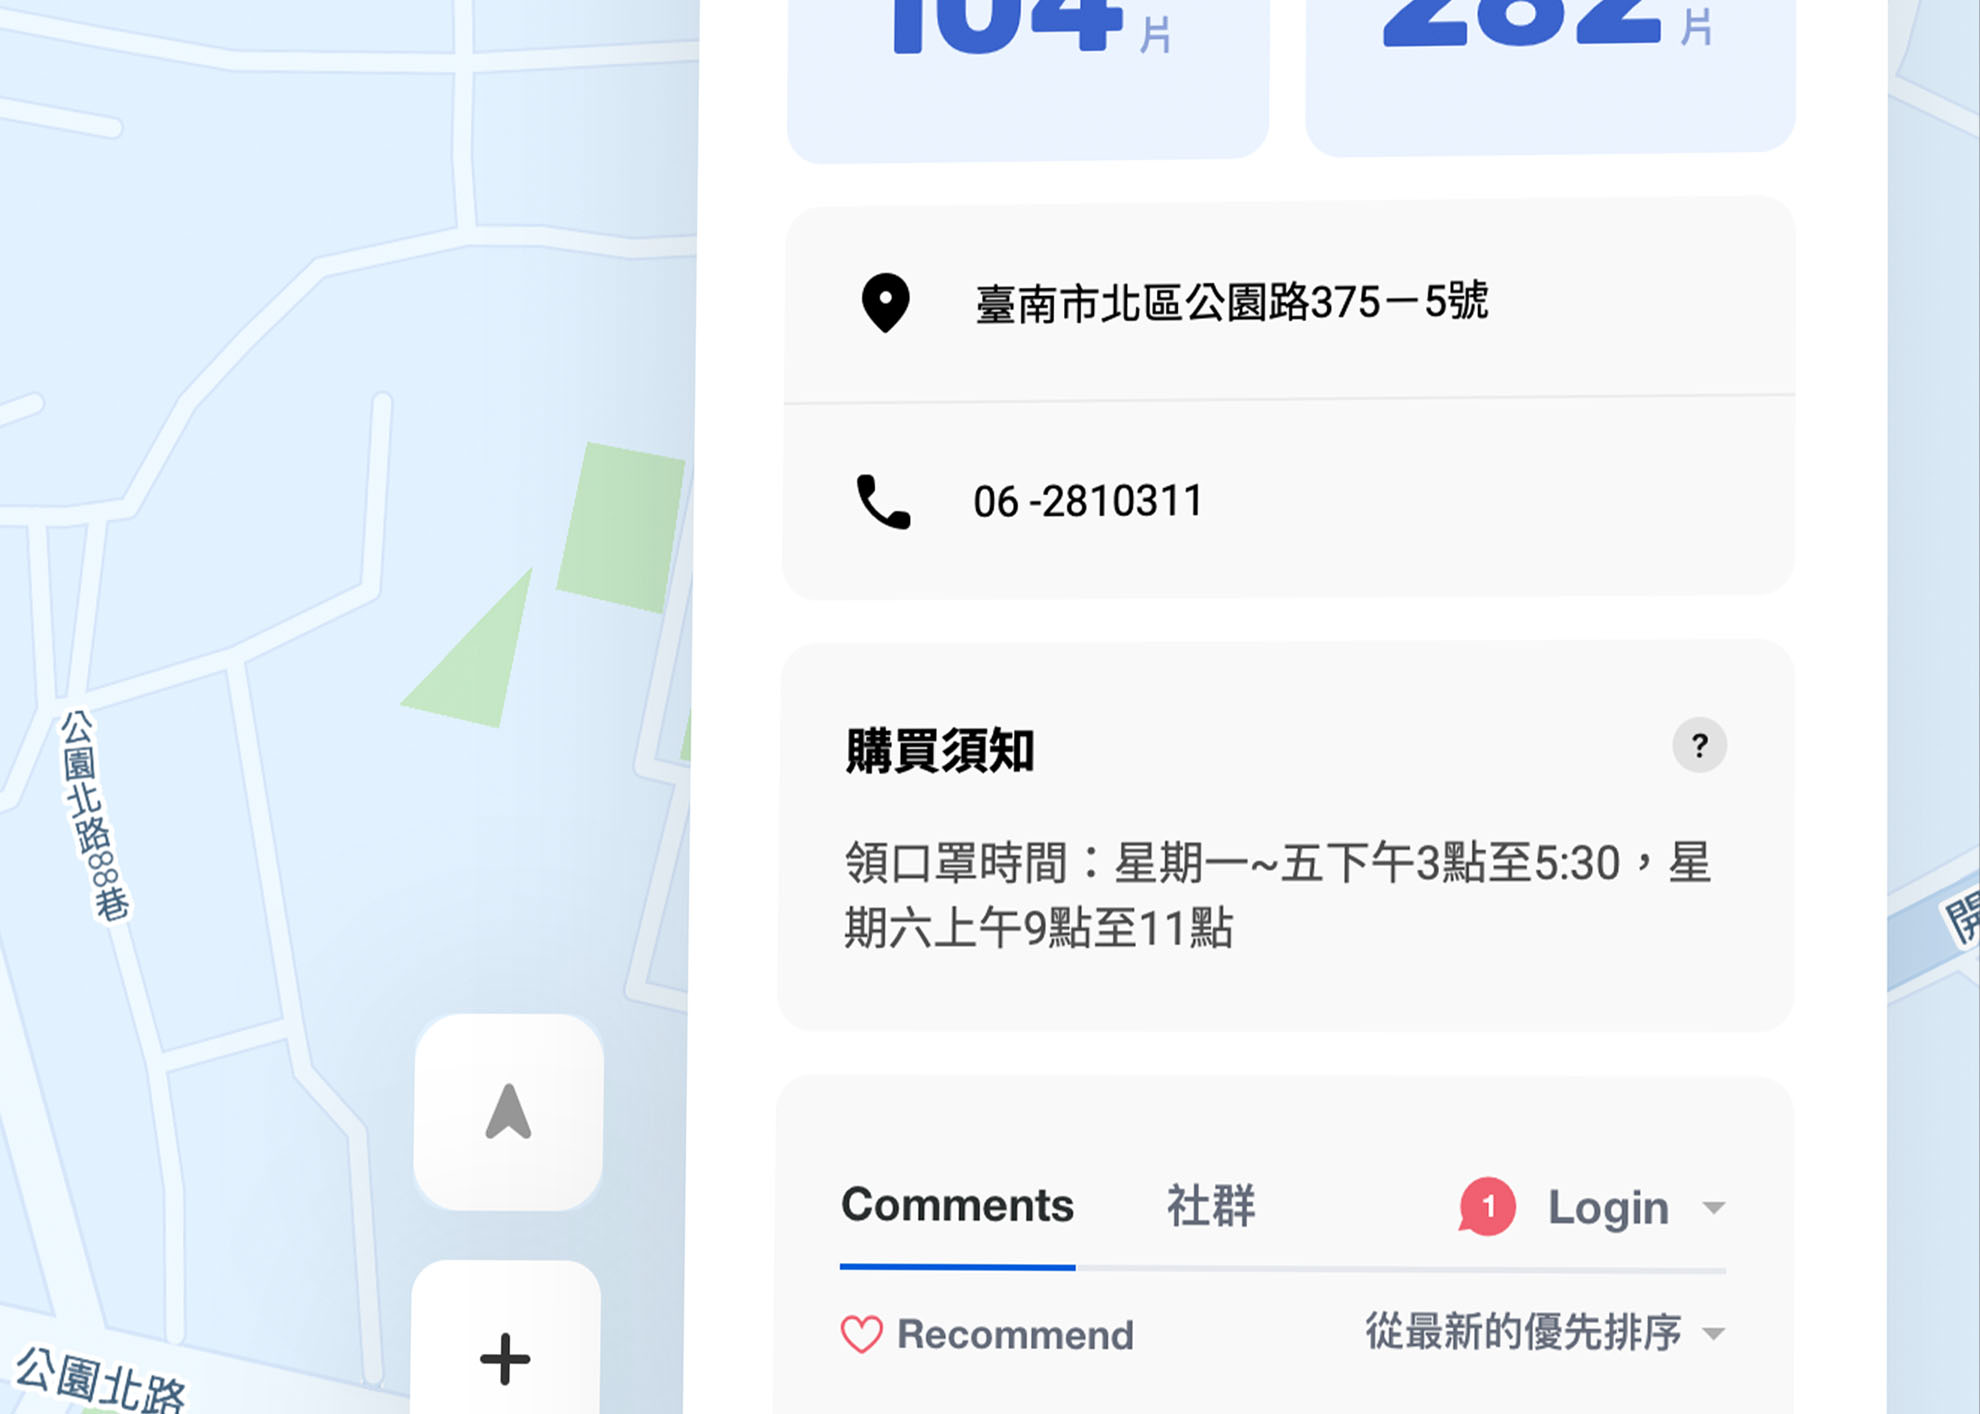 104 片
282 片
臺南市北區公園路375－5號
06 -2810311
購買須知
?
領口罩時間：星期一~五下午3點至5:30，星
期六上午9點至11點
Comments 社群 1 Login
Recommend 從最新的優先排序
公園北路88巷
公園北路
開